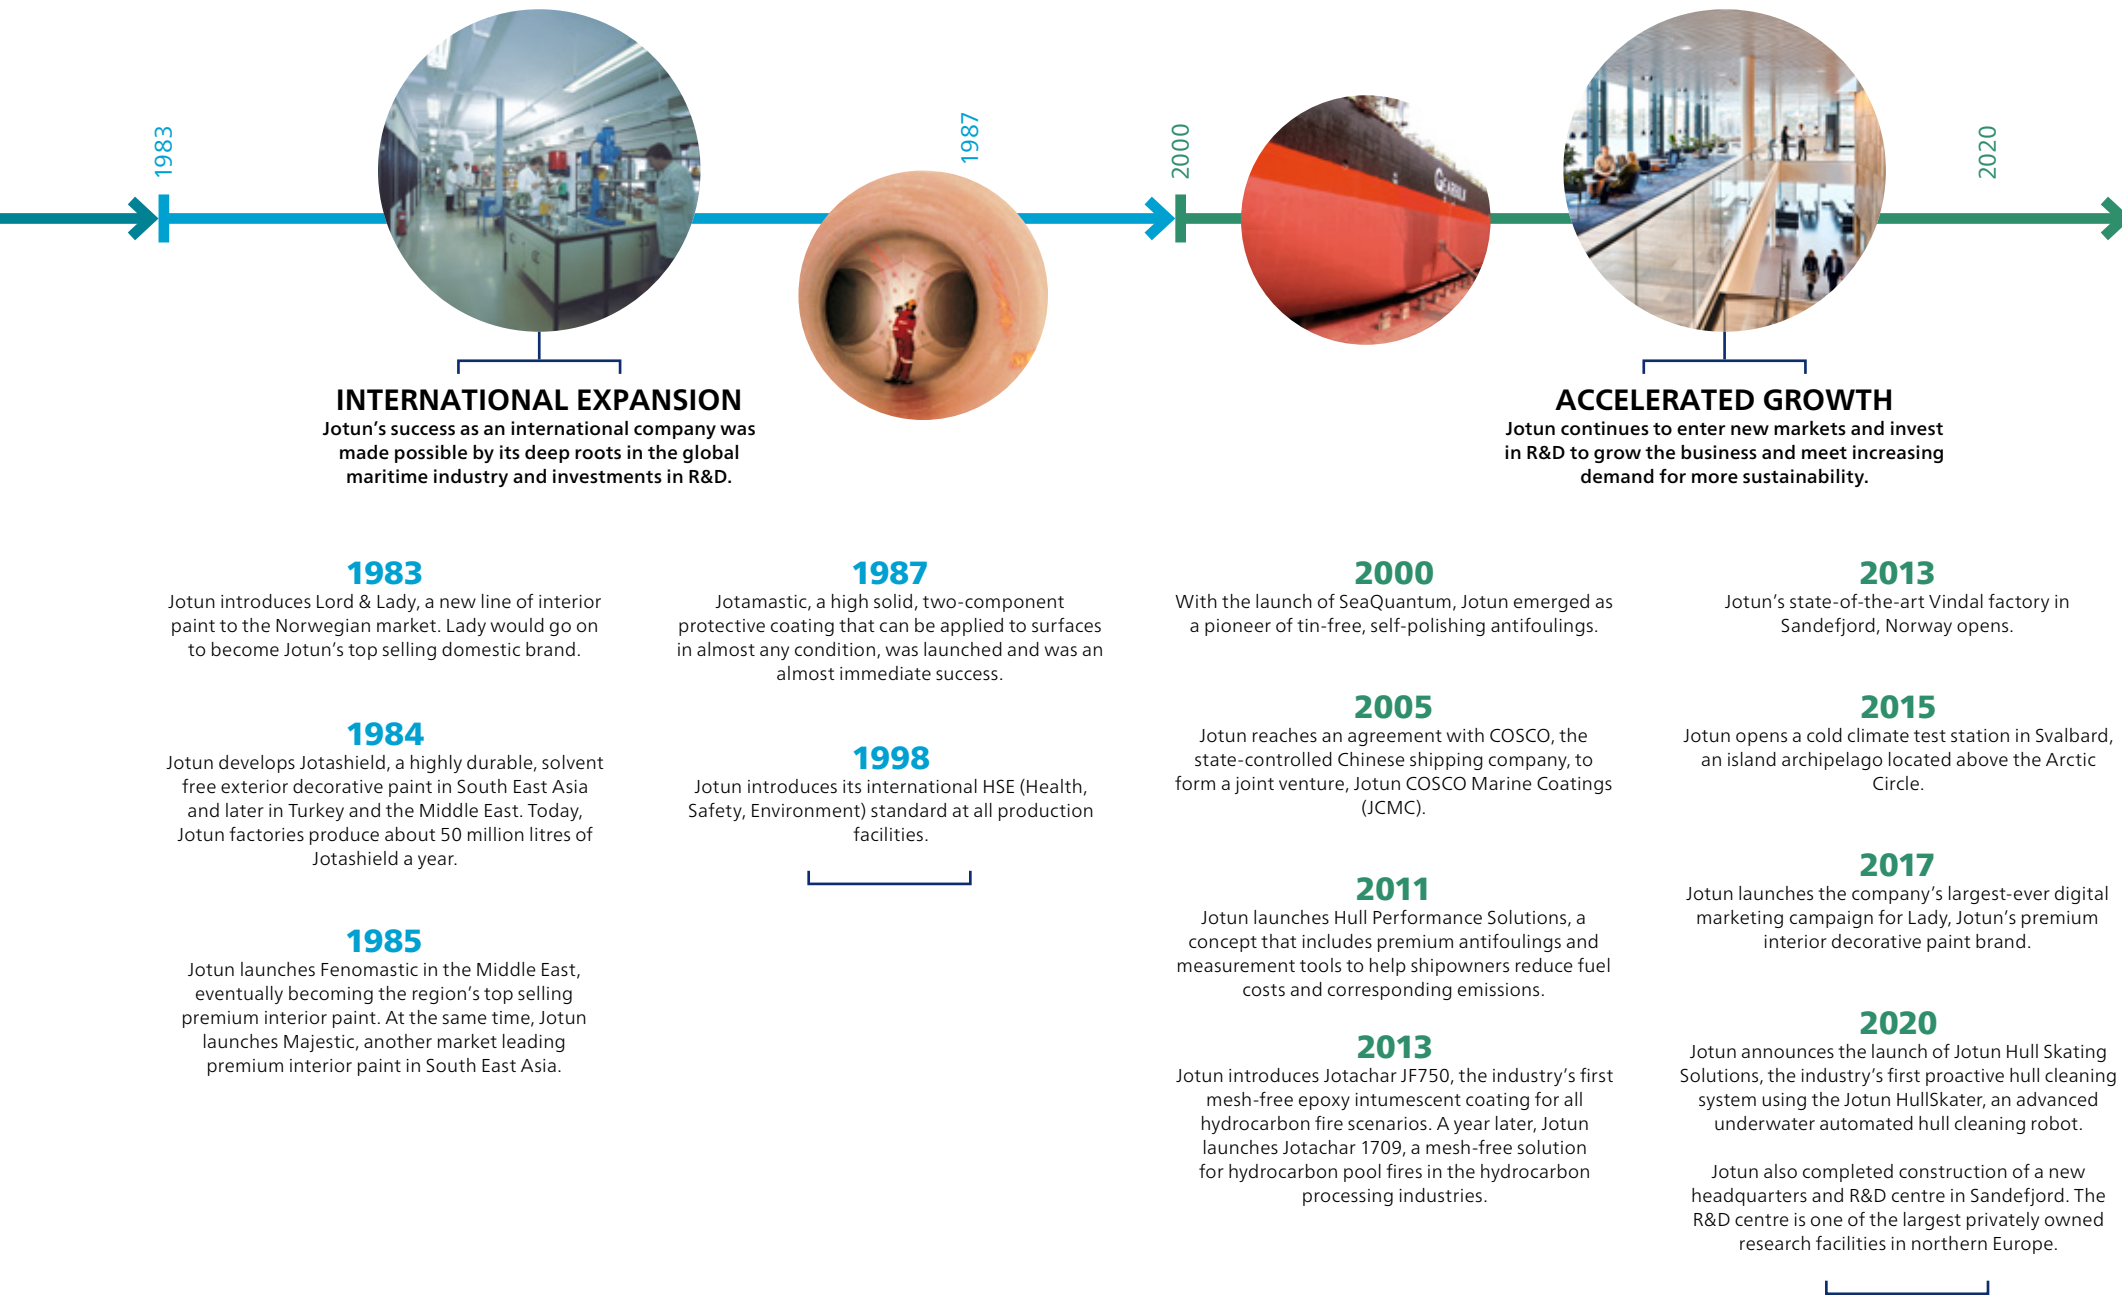 1983
1987
2000
2020
GEARBULK
INTERNATIONAL EXPANSION
Jotun’s success as an international company was
made possible by its deep roots in the global
maritime industry and investments in R&D.
ACCELERATED GROWTH
Jotun continues to enter new markets and invest
in R&D to grow the business and meet increasing
demand for more sustainability.
1983
Jotun introduces Lord & Lady, a new line of interior
paint to the Norwegian market. Lady would go on
to become Jotun’s top selling domestic brand.
1984
Jotun develops Jotashield, a highly durable, solvent
free exterior decorative paint in South East Asia
and later in Turkey and the Middle East. Today,
Jotun factories produce about 50 million litres of
Jotashield a year.
1985
Jotun launches Fenomastic in the Middle East,
eventually becoming the region’s top selling
premium interior paint. At the same time, Jotun
launches Majestic, another market leading
premium interior paint in South East Asia.
1987
Jotamastic, a high solid, two-component
protective coating that can be applied to surfaces
in almost any condition, was launched and was an
almost immediate success.
1998
Jotun introduces its international HSE (Health,
Safety, Environment) standard at all production
facilities.
2000
With the launch of SeaQuantum, Jotun emerged as
a pioneer of tin-free, self-polishing antifoulings.
2005
Jotun reaches an agreement with COSCO, the
state-controlled Chinese shipping company, to
form a joint venture, Jotun COSCO Marine Coatings
(JCMC).
2011
Jotun launches Hull Performance Solutions, a
concept that includes premium antifoulings and
measurement tools to help shipowners reduce fuel
costs and corresponding emissions.
2013
Jotun introduces Jotachar JF750, the industry’s first
mesh-free epoxy intumescent coating for all
hydrocarbon fire scenarios. A year later, Jotun
launches Jotachar 1709, a mesh-free solution
for hydrocarbon pool fires in the hydrocarbon
processing industries.
2013
Jotun’s state-of-the-art Vindal factory in
Sandefjord, Norway opens.
2015
Jotun opens a cold climate test station in Svalbard,
an island archipelago located above the Arctic
Circle.
2017
Jotun launches the company’s largest-ever digital
marketing campaign for Lady, Jotun’s premium
interior decorative paint brand.
2020
Jotun announces the launch of Jotun Hull Skating
Solutions, the industry’s first proactive hull cleaning
system using the Jotun HullSkater, an advanced
underwater automated hull cleaning robot.
Jotun also completed construction of a new
headquarters and R&D centre in Sandefjord. The
R&D centre is one of the largest privately owned
research facilities in northern Europe.